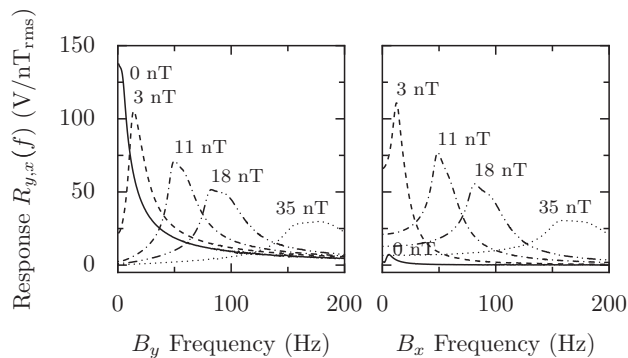 Response R_{y,x}(f) (V/nT_{rms})
150
100
50
0
0 nT
3 nT
11 nT
18 nT
35 nT
0 100 200
B_y Frequency (Hz)
3 nT
11 nT
18 nT
35 nT
0 nT
0 100 200
B_x Frequency (Hz)